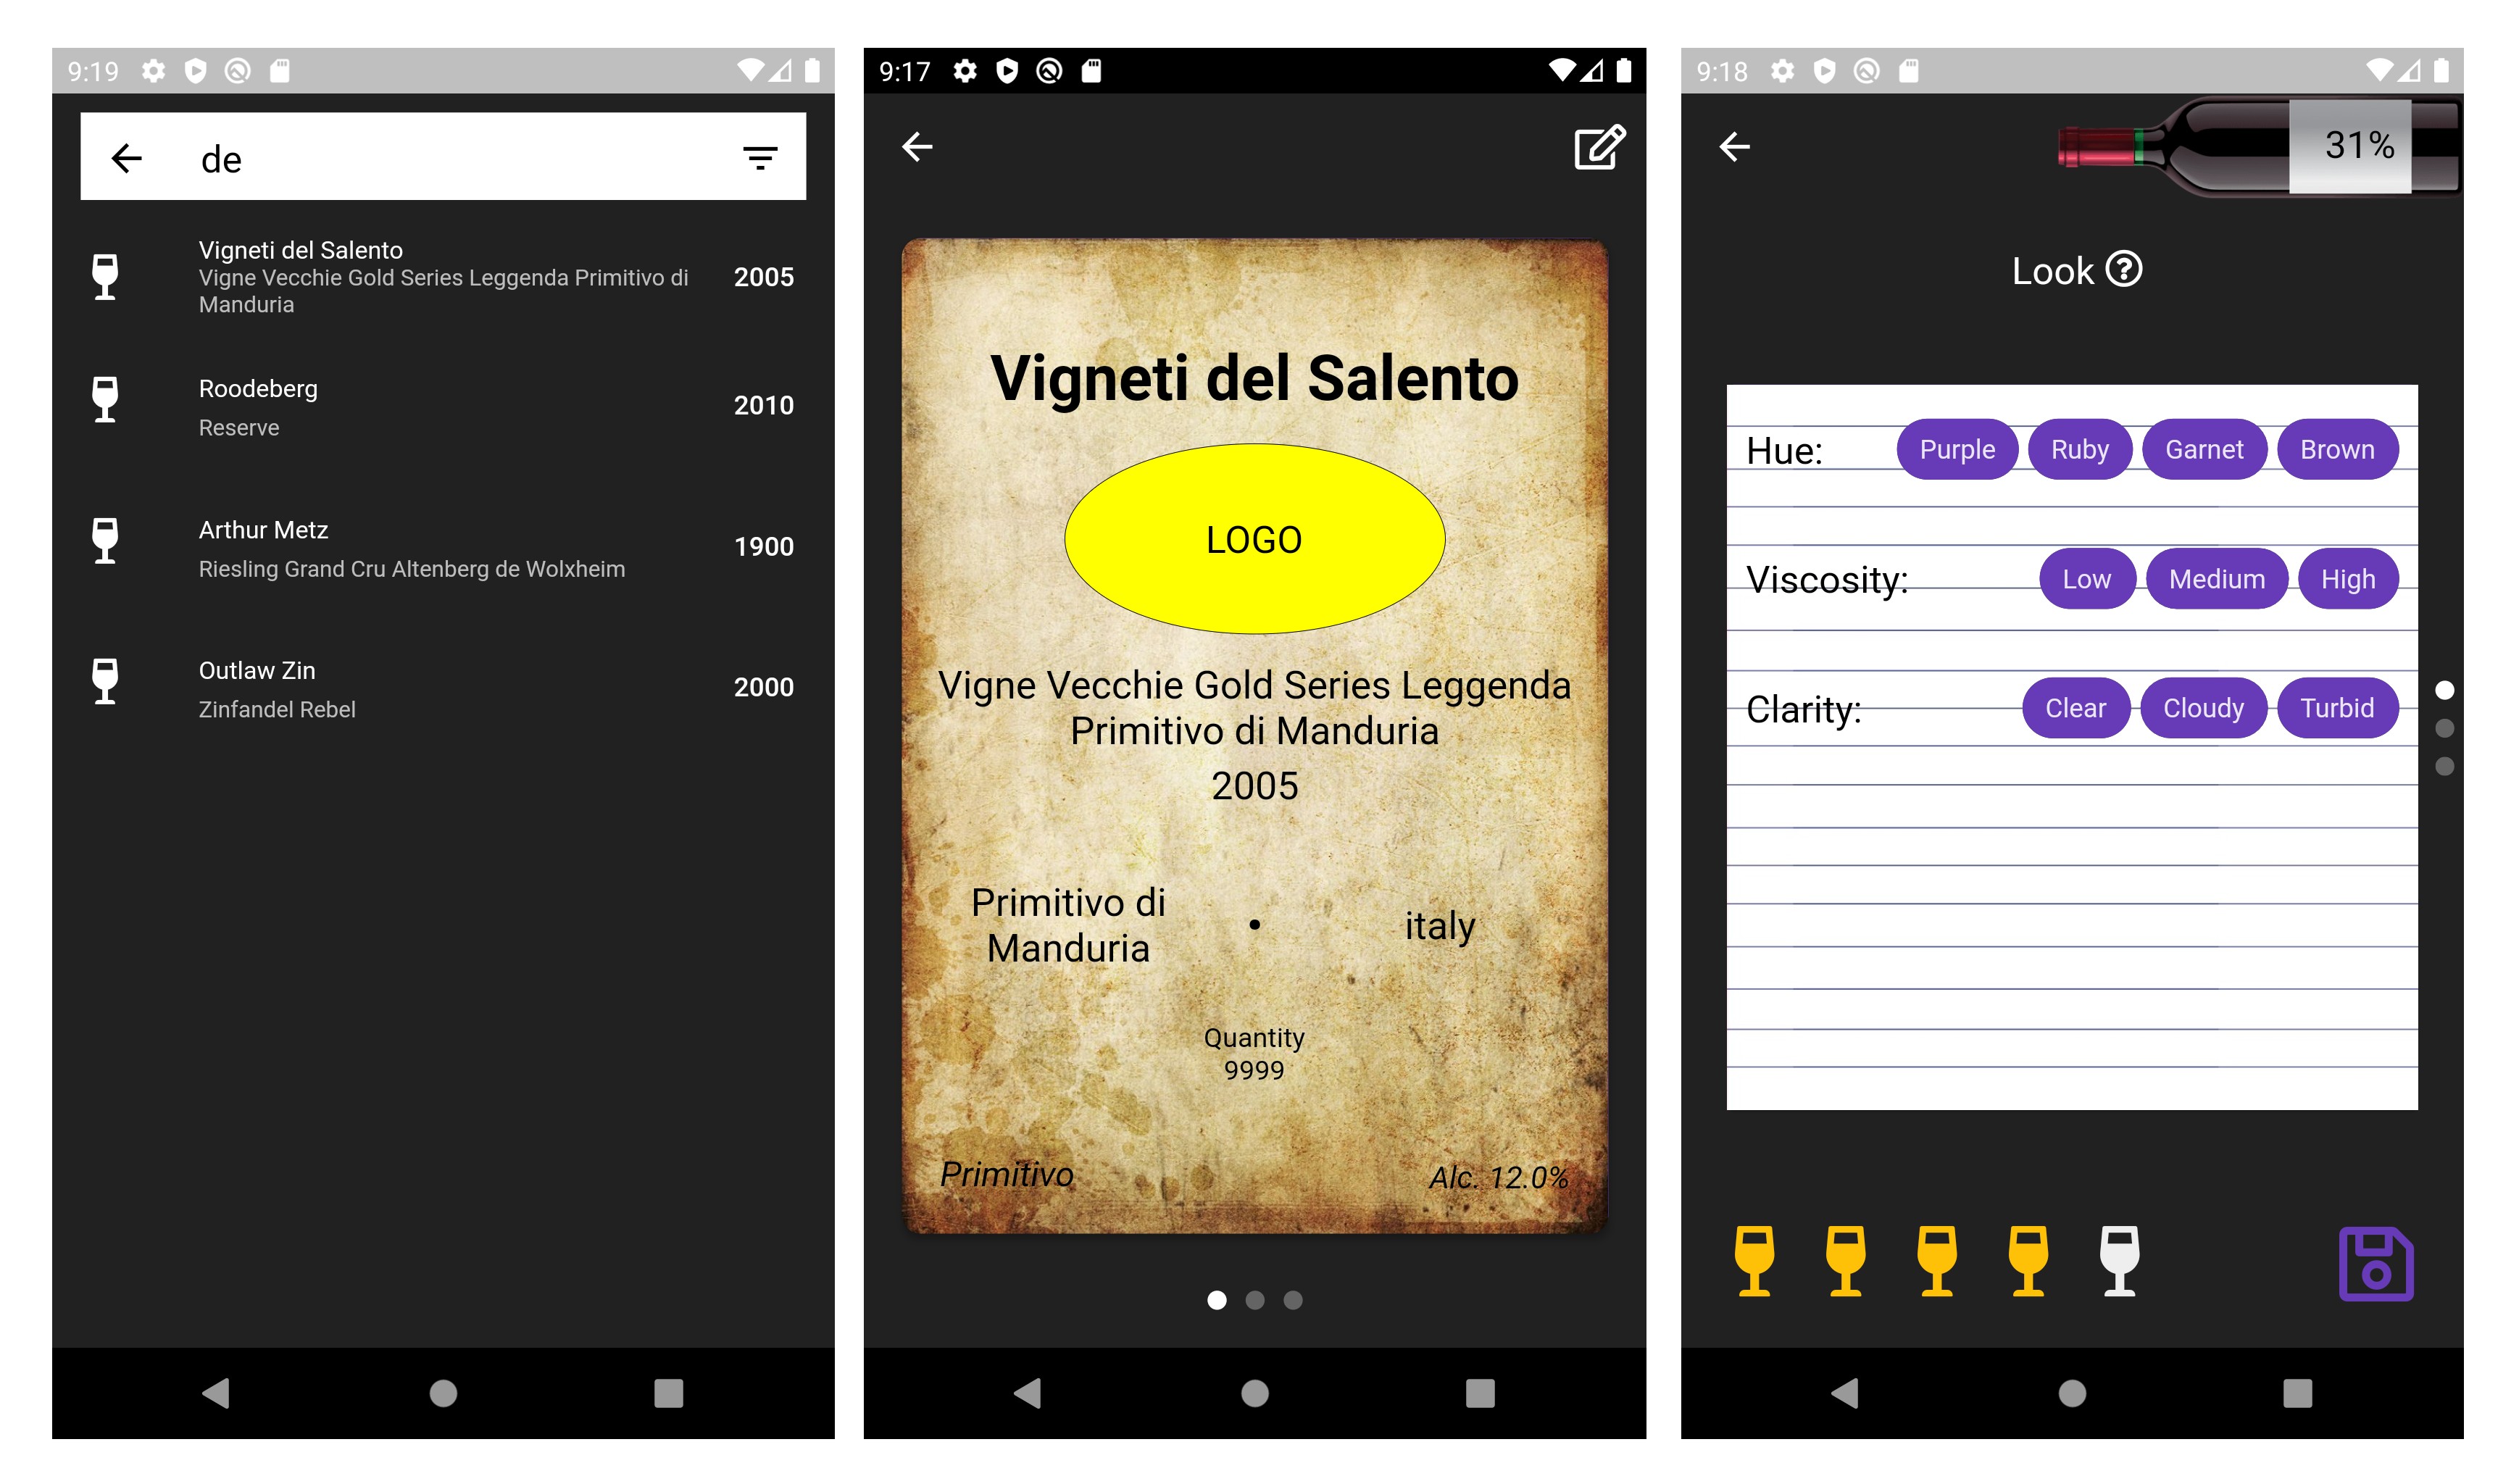 9:19
de
Vigneti del Salento
Vigne Vecchie Gold Series Leggenda Primitivo di
Manduria
2005
Roodeberg
Reserve
2010
Arthur Metz
Riesling Grand Cru Altenberg de Wolxheim
1900
Outlaw Zin
Zinfandel Rebel
2000
9:17
Vigneti del Salento
LOGO
Vigne Vecchie Gold Series Leggenda
Primitivo di Manduria
2005
Primitivo di
Manduria
•
italy
Quantity
9999
Primitivo
Alc. 12.0%
9:18
31%
Look
Hue: Purple Ruby Garnet Brown
Viscosity: Low Medium High
Clarity: Clear Cloudy Turbid